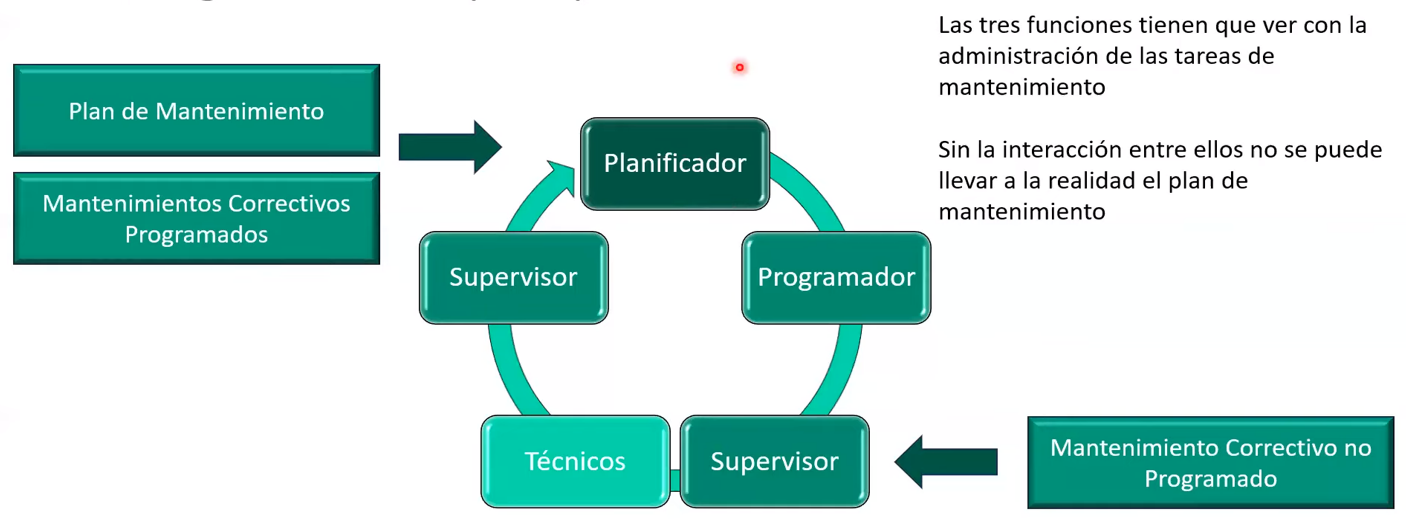 Las tres funciones tienen que ver con la
administración de las tareas de
mantenimiento
Sin la interacción entre ellos no se puede
llevar a la realidad el plan de
mantenimiento
Plan de Mantenimiento
Mantenimientos Correctivos
Programados
Planificador
Supervisor
Programador
Técnicos
Supervisor
Mantenimiento Correctivo no
Programado